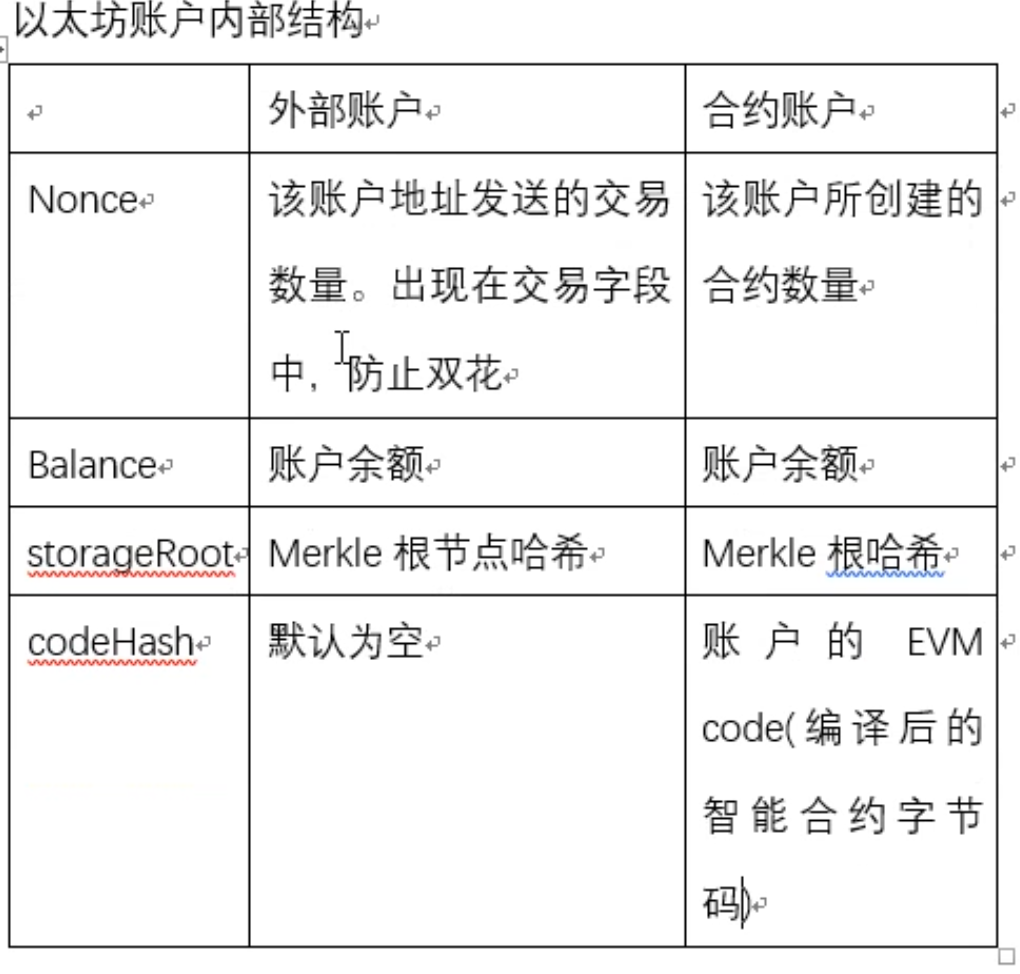 以太坊账户内部结构
外部账户
合约账户
Nonce
该账户地址发送的交易
数量。出现在交易字段
中，防止双花
该账户所创建的
合约数量
Balance
账户余额
账户余额
storageRoot
Merkle 根节点哈希
Merkle 根哈希
codeHash
默认为空
账户的 EVM
code(编译后的
智能合约字节
码)